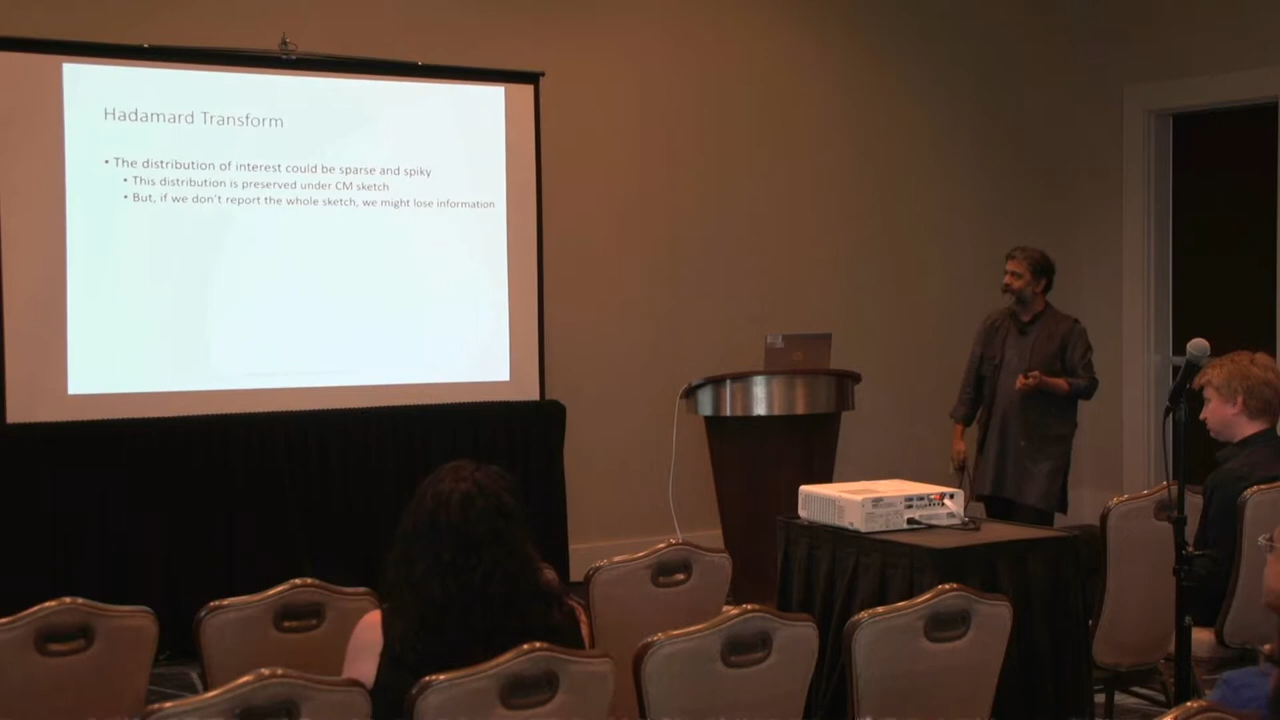 Hadamard Transform
• The distribution of interest could be sparse and spiky
• This distribution is preserved under CM sketch
• But, if we don't report the whole sketch, we might lose information